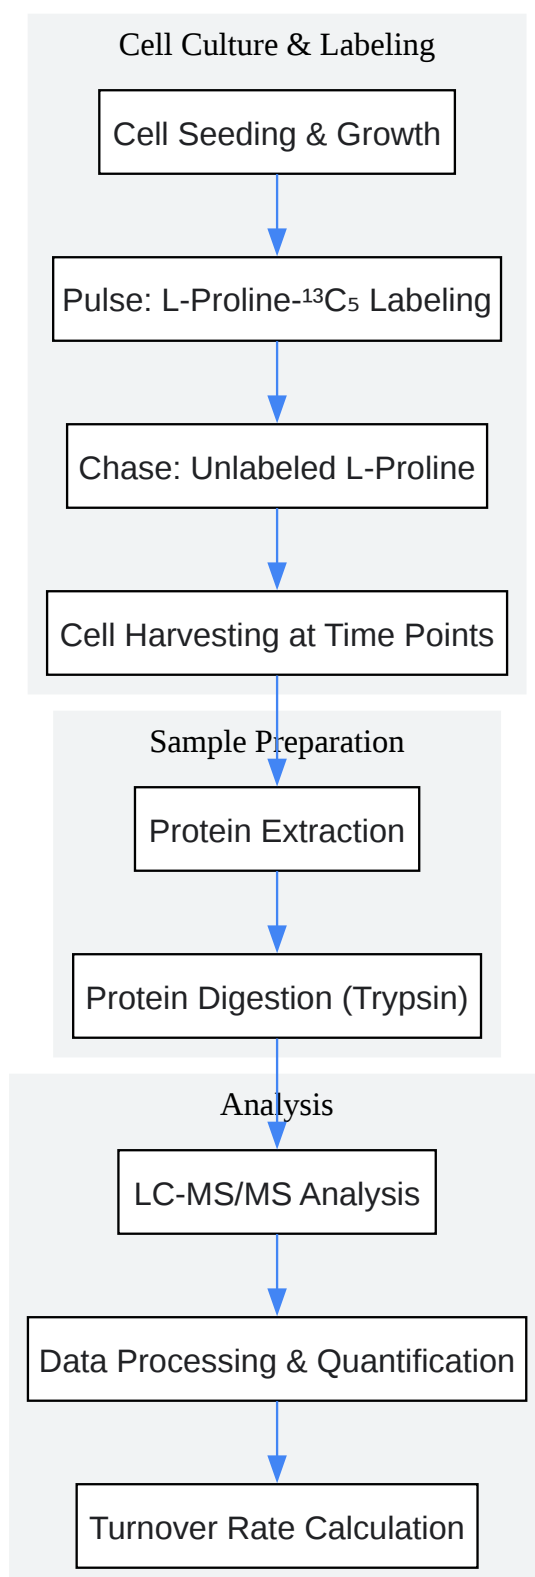 Cell Culture & Labeling
Cell Seeding & Growth
Pulse: L-Proline-¹³C₅ Labeling
Chase: Unlabeled L-Proline
Cell Harvesting at Time Points
Sample Preparation
Protein Extraction
Protein Digestion (Trypsin)
Analysis
LC-MS/MS Analysis
Data Processing & Quantification
Turnover Rate Calculation